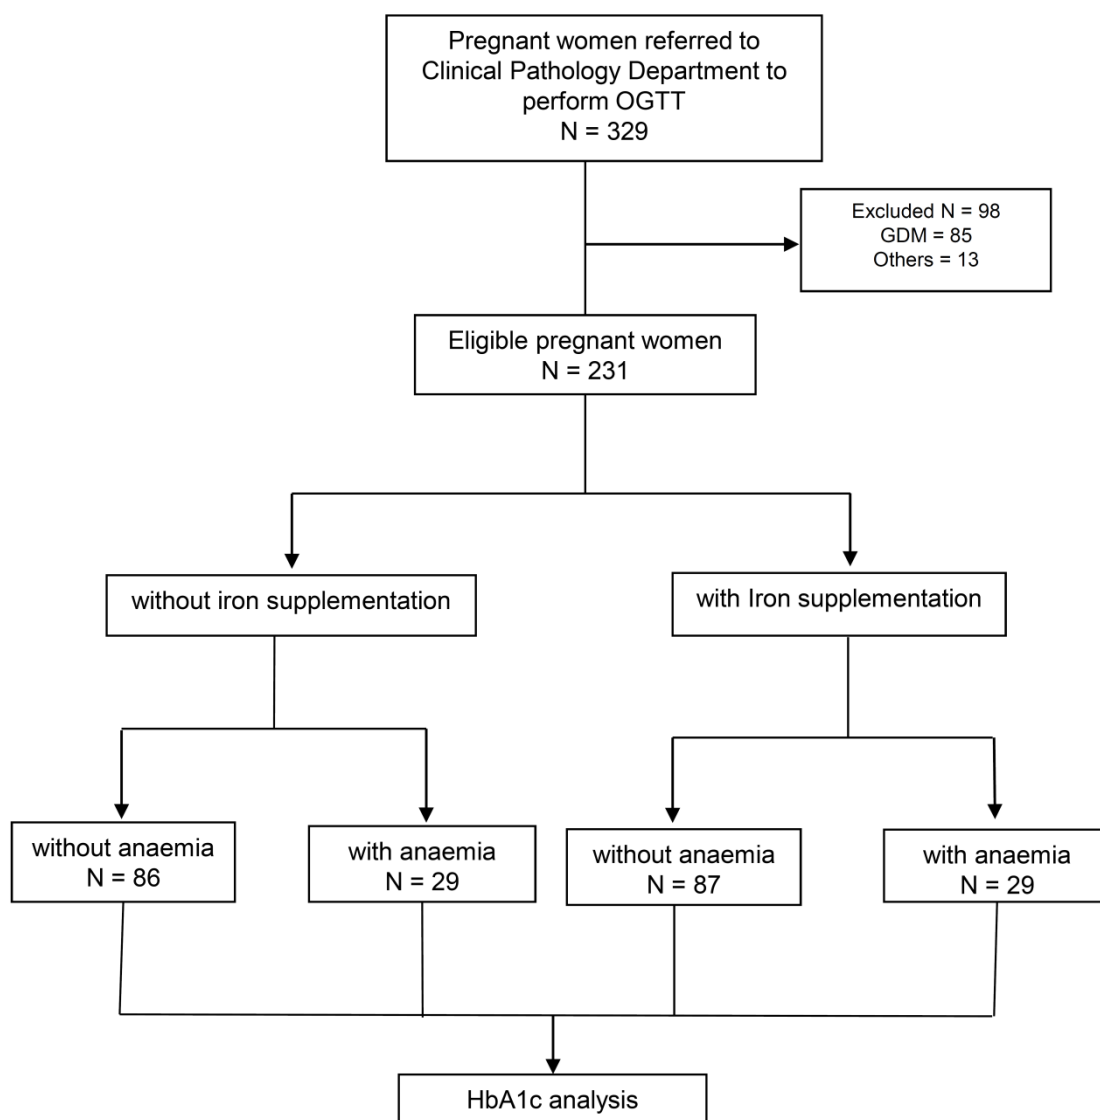 Pregnant women referred to
Clinical Pathology Department to
perform OGTT
N = 329
Excluded N = 98
GDM = 85
Others = 13
Eligible pregnant women
N = 231
without iron supplementation
with Iron supplementation
without anaemia
N = 86
with anaemia
N = 29
without anaemia
N = 87
with anaemia
N = 29
HbA1c analysis